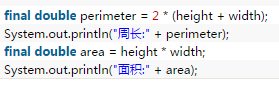 final double perimeter = 2 * (height + width);
System.out.println("周长:" + perimeter);
final double area = height * width;
System.out.println("面积:" + area);